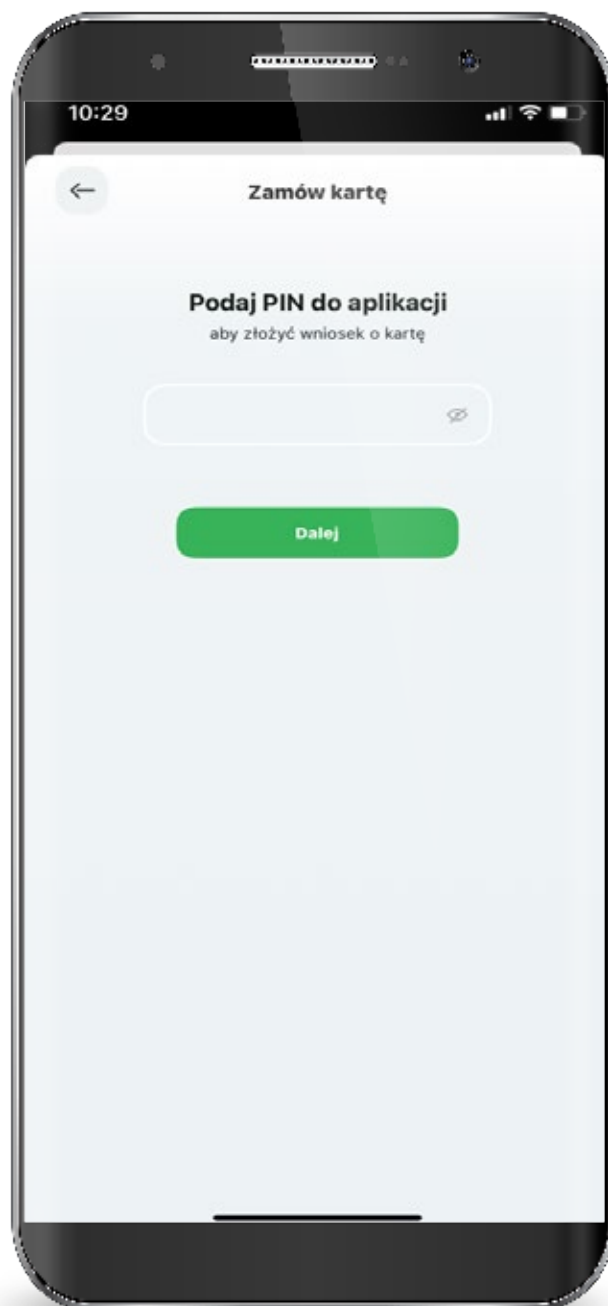 10:29
Zamów kartę
Podaj PIN do aplikacji
aby złożyć wniosek o kartę
Dalej